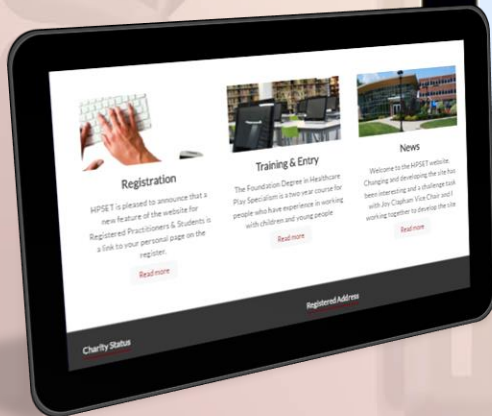 Registration
HPSET is pleased to announce that a
new feature of the website for
Registered Practitioners & Students is
a link to your personal page on the
register.
Read more
Training & Entry
The Foundation Degree in Healthcare
Play Specialism is a two year course for
people who have experience in working
with children and young people
Read more
News
Welcome to the HPSET website.
Changing and developing the site has
been interesting and a challenge task
with Joy Clapham Vice Chair and I
working together to develop the site
Read more
Charity Status
Registered Address